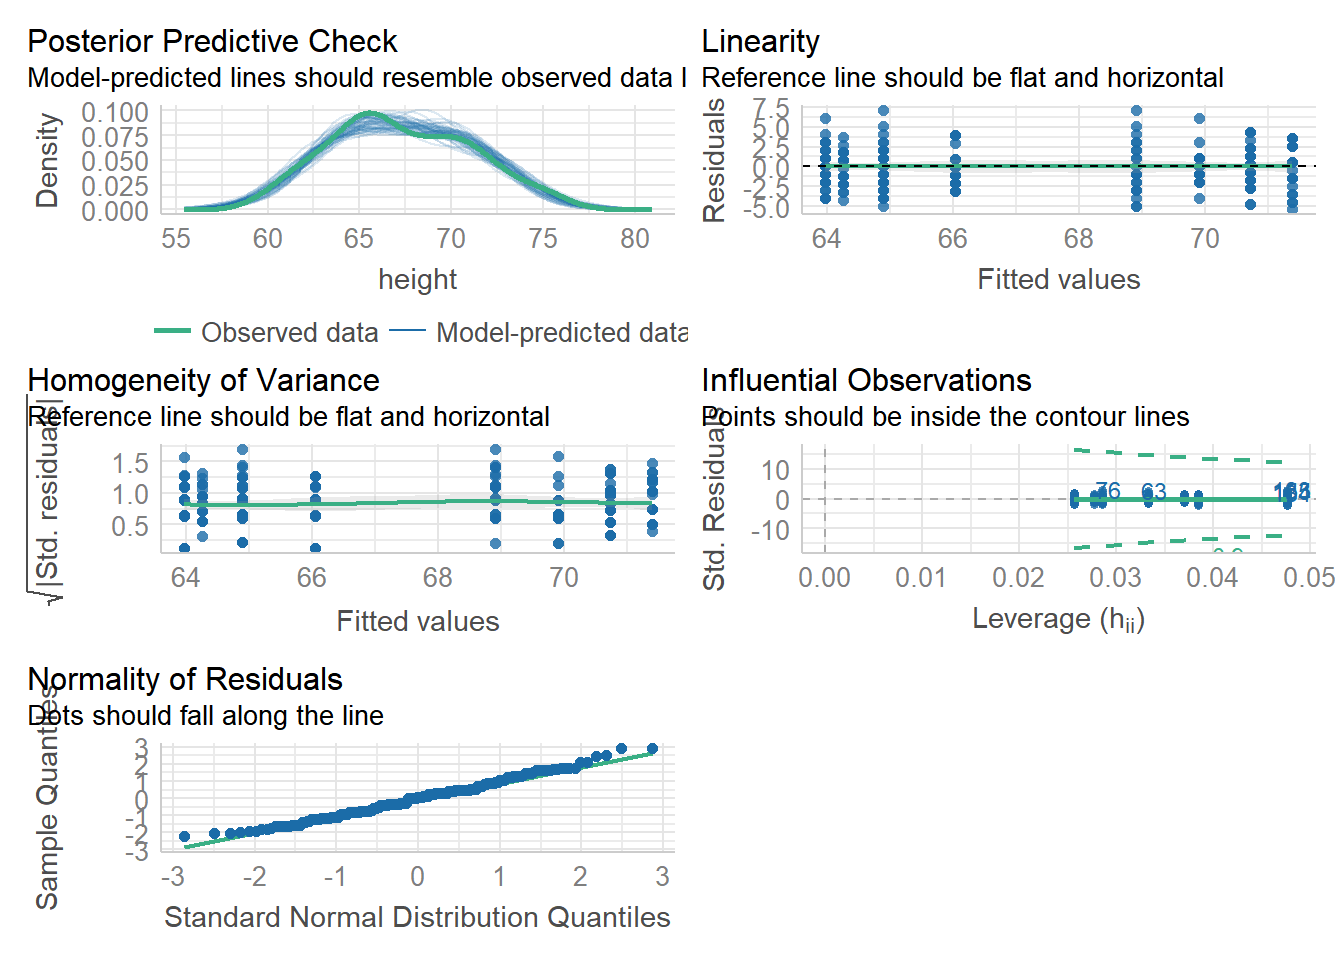 Posterior Predictive Check
Model-predicted lines should resemble observed data l
Density
0.100
0.075
0.050
0.025
0.000
55 60 65 70 75 80
height
Observed data
Model-predicted data
Linearity
Reference line should be flat and horizontal
Residuals
7.5
5.0
2.5
0.0
-2.5
-5.0
64 66 68 70
Fitted values
Homogeneity of Variance
Reference line should be flat and horizontal
√|Std. residuals|
1.5
1.0
0.5
64 66 68 70
Fitted values
Influential Observations
Points should be inside the contour lines
Std. Residuals
10
0
-10
76 63
0.00 0.01 0.02 0.03 0.04 0.05
Leverage (hii)
Normality of Residuals
Dots should fall along the line
Sample Quantiles
3
2
1
0
-1
-2
-3
-3 -2 -1 0 1 2 3
Standard Normal Distribution Quantiles